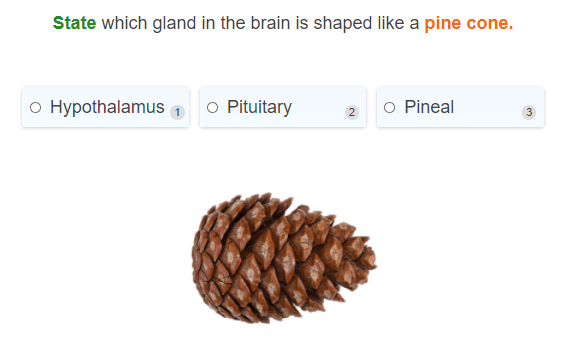 State which gland in the brain is shaped like a pine cone.
Hypothalamus 1 Pituitary 2 Pineal 3